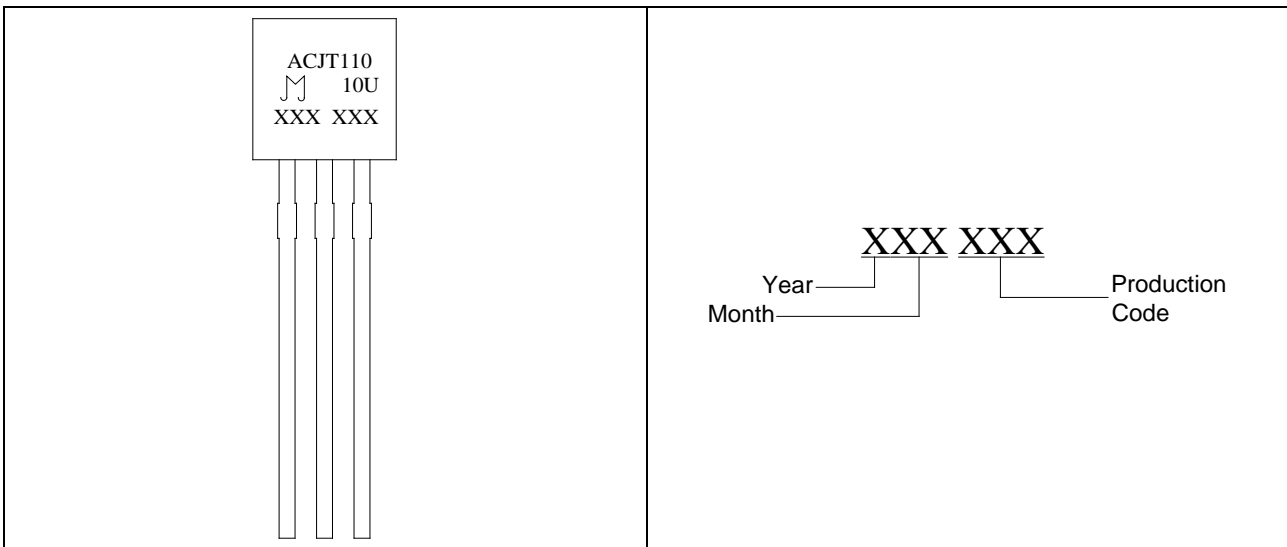 ACJT110
10U
XXX XXX
XXX XXX
Year
Month
Production
Code